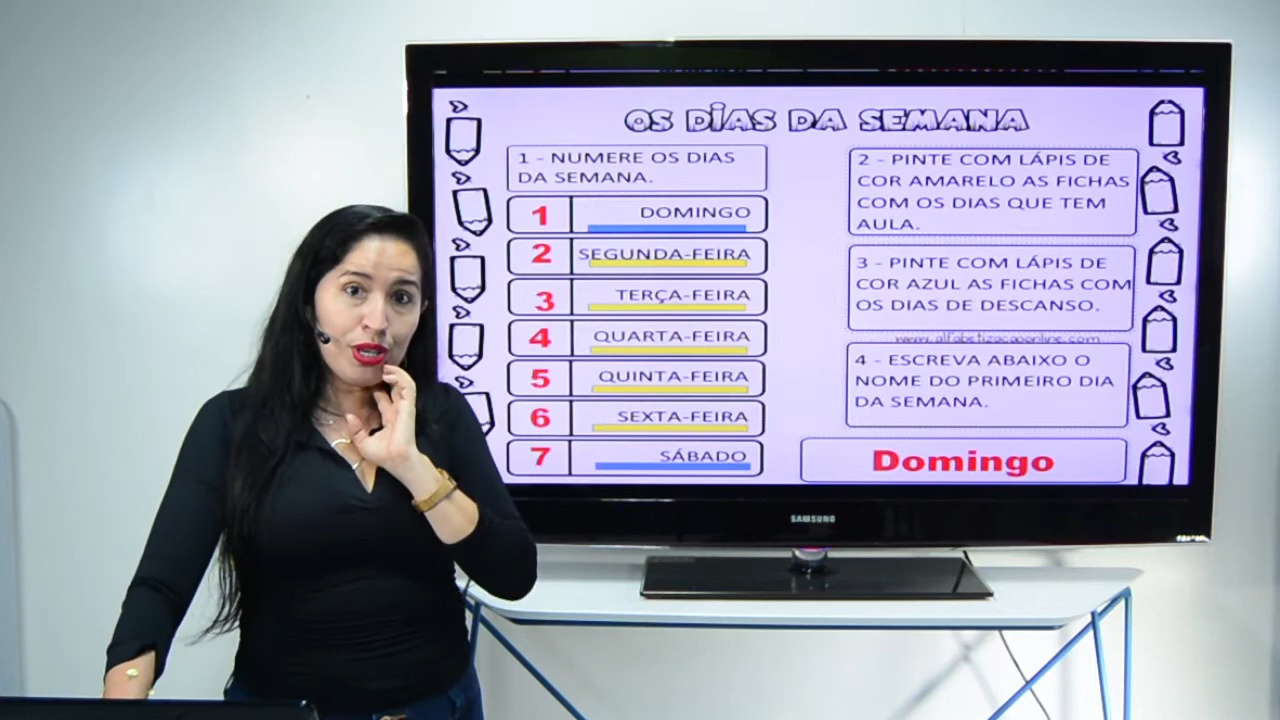 OS DIAS DA SEMANA
1 - NUMERE OS DIAS
DA SEMANA.
1 DOMINGO
2 SEGUNDA-FEIRA
3 TERÇA-FEIRA
4 QUARTA-FEIRA
5 QUINTA-FEIRA
6 SEXTA-FEIRA
7 SÁBADO
2 - PINTE COM LÁPIS DE
COR AMARELO AS FICHAS
COM OS DIAS QUE TEM
AULA.
3 - PINTE COM LÁPIS DE
COR AZUL AS FICHAS COM
OS DIAS DE DESCANSO.
www.alfabetizacaoonline.com
4 - ESCREVA ABAIXO O
NOME DO PRIMEIRO DIA
DA SEMANA.
Domingo
SAMSUNG